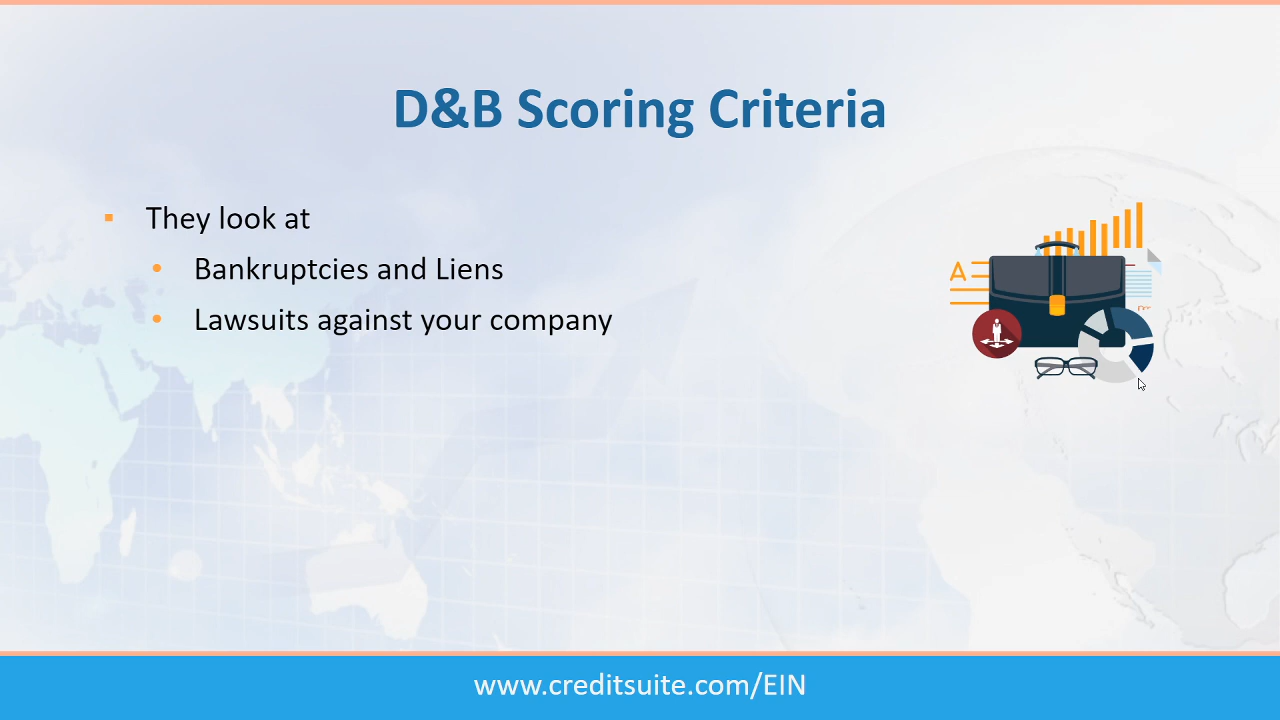 D&B Scoring Criteria
They look at
Bankruptcies and Liens
Lawsuits against your company
A
www.creditsuite.com/EIN